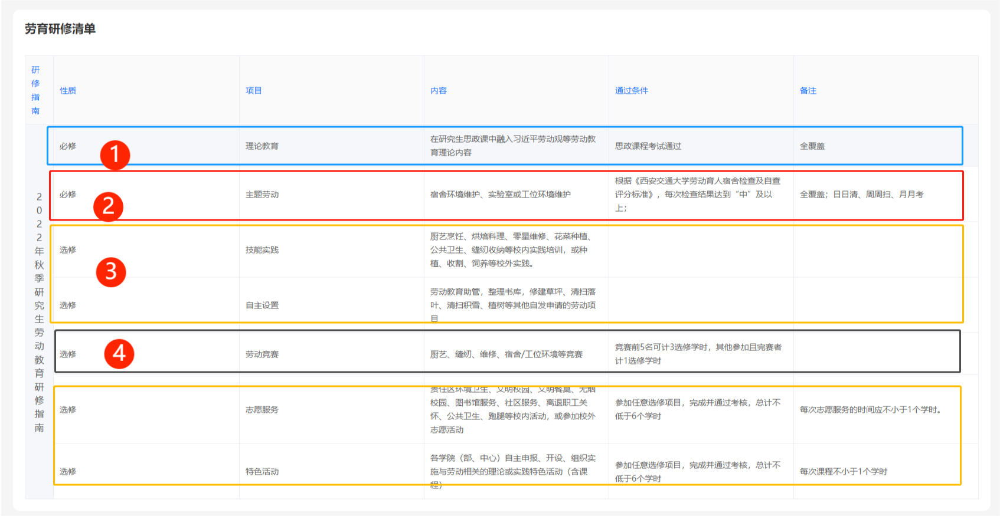 劳育研修清单
研修指南
性质
项目
内容
通过条件
备注
2022年秋季研究生劳动教育研修指南
必修
1
理论教育
在研究生思政课中融入习近平劳动观等劳动教
育理论内容
思政课程考试通过
全覆盖
必修
2
主题劳动
宿舍环境维护、实验室或工位环境维护
根据《西安交通大学劳动育人宿舍检查及自查
评分标准》，每次检查结果达到“中”及以
上；
全覆盖；日日清、周周扫、月月考
选修
3
技能实践
厨艺烹饪、烘焙料理、零星维修、花菜种植、
公共卫生、缝纫收纳等校内实践培训，或种
植、收割、饲养等校外实践。
选修
自主设置
劳动教育助管，整理书库，修建草坪、清扫落
叶、清扫积雪、植树等其他自发申请的劳动项
目
选修
4
劳动竞赛
厨艺、缝纫、维修、宿舍/工位环境等竞赛
竞赛前5名可计3选修学时，其他参加且完赛者
计1选修学时
选修
志愿服务
责任区环境卫生、文明校园、文明餐桌、无烟
校园、图书馆服务、社区服务、离退职工关
怀、公共卫生、跑腿等校内活动，或参加校外
志愿活动
参加任意选修项目，完成并通过考核，总计不
低于6个学时
每次志愿服务的时间应不小于1个学时。
选修
特色活动
各学院（部、中心）自主申报、开设、组织实
施与劳动相关的理论或实践特色活动（含课
程）
参加任意选修项目，完成并通过考核，总计不
低于6个学时
每次课程不小于1个学时